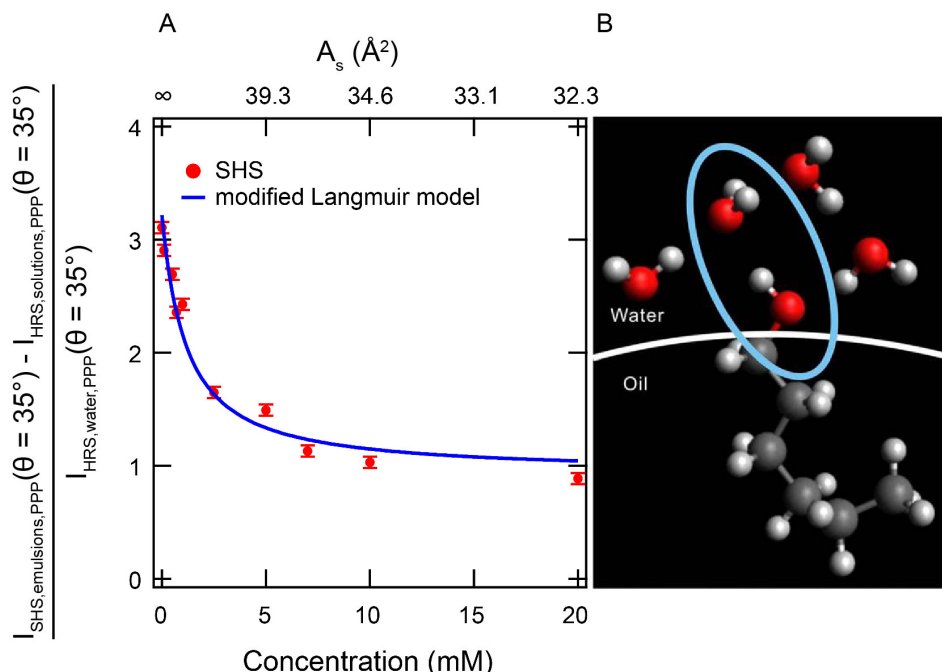 A
B
A_s (Å²)
∞ 39.3 34.6 33.1 32.3
I_SHS,emulsions,PPP(θ = 35°) - I_HRS,solutions,PPP(θ = 35°)
I_HRS,water,PPP(θ = 35°)
4
SHS
modified Langmuir model
3
2
1
0
0 5 10 15 20
Concentration (mM)
Water
Oil